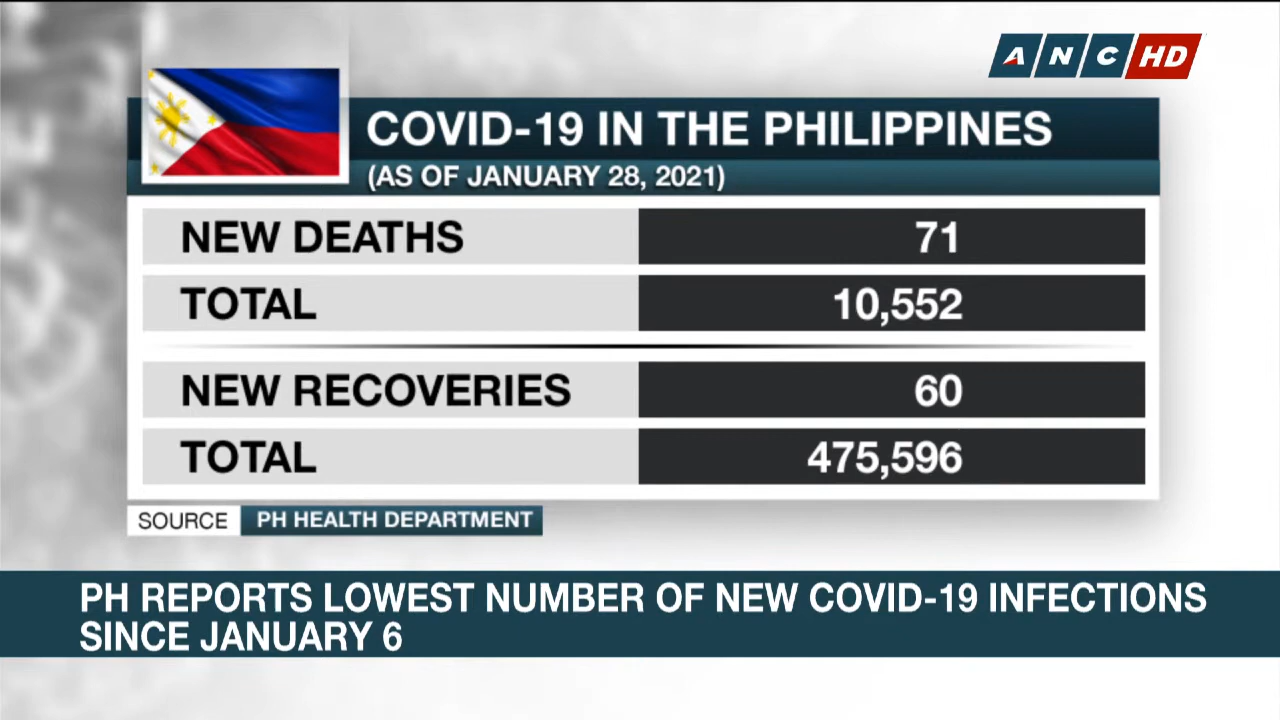 ANC HD
COVID-19 IN THE PHILIPPINES
(AS OF JANUARY 28, 2021)
NEW DEATHS 71
TOTAL 10,552
NEW RECOVERIES 60
TOTAL 475,596
SOURCE PH HEALTH DEPARTMENT
PH REPORTS LOWEST NUMBER OF NEW COVID-19 INFECTIONS
SINCE JANUARY 6